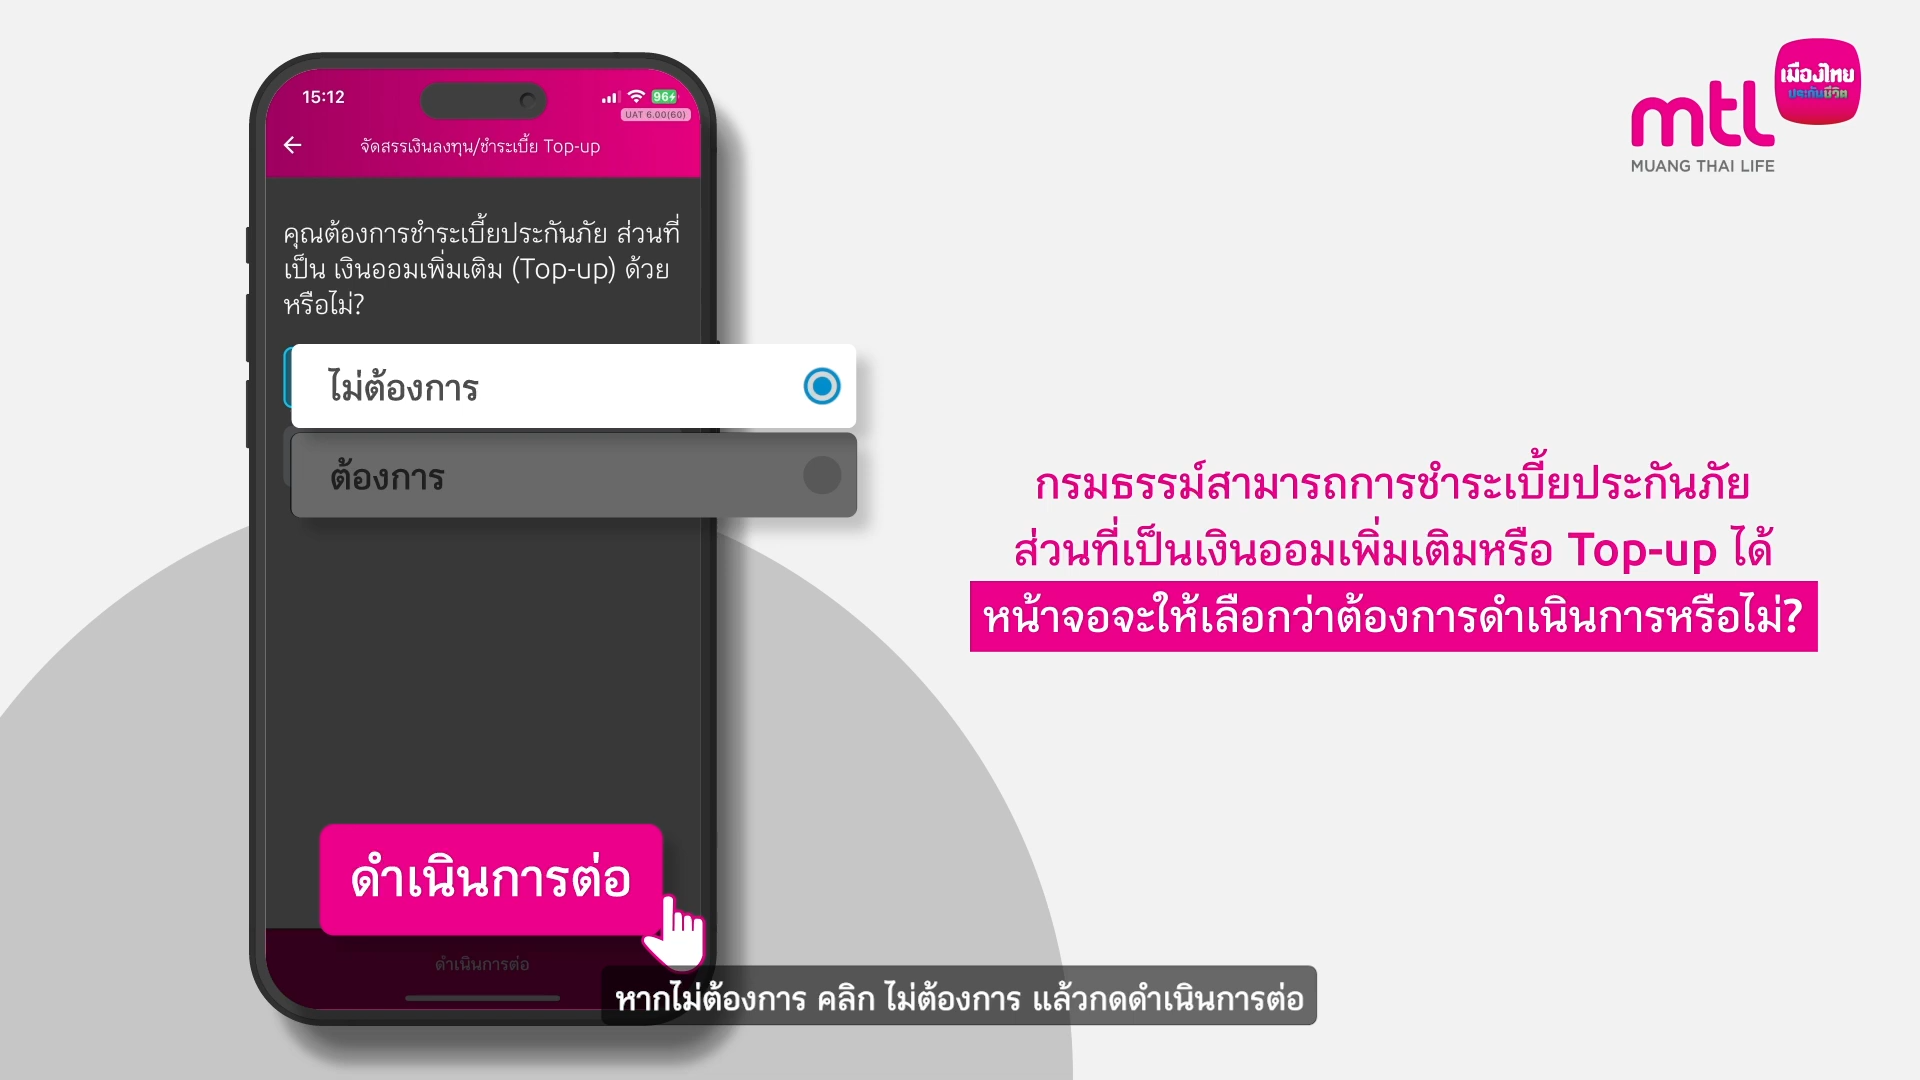 15:12
96
UAT 6.00(60)
จัดสรรเงินลงทุน/ชำระเบี้ย Top-up
คุณต้องการชำระเบี้ยประกันภัย ส่วนที่
เป็น เงินออมเพิ่มเติม (Top-up) ด้วย
หรือไม่?
ไม่ต้องการ
ต้องการ
ดำเนินการต่อ
ดำเนินการต่อ
mtl
เมืองไทย
ประกันชีวิต
MUANG THAI LIFE
กรมธรรม์สามารถการชำระเบี้ยประกันภัย
ส่วนที่เป็นเงินออมเพิ่มเติมหรือ Top-up ได้
หน้าจอจะให้เลือกว่าต้องการดำเนินการหรือไม่?
หากไม่ต้องการ คลิก ไม่ต้องการ แล้วกดดำเนินการต่อ